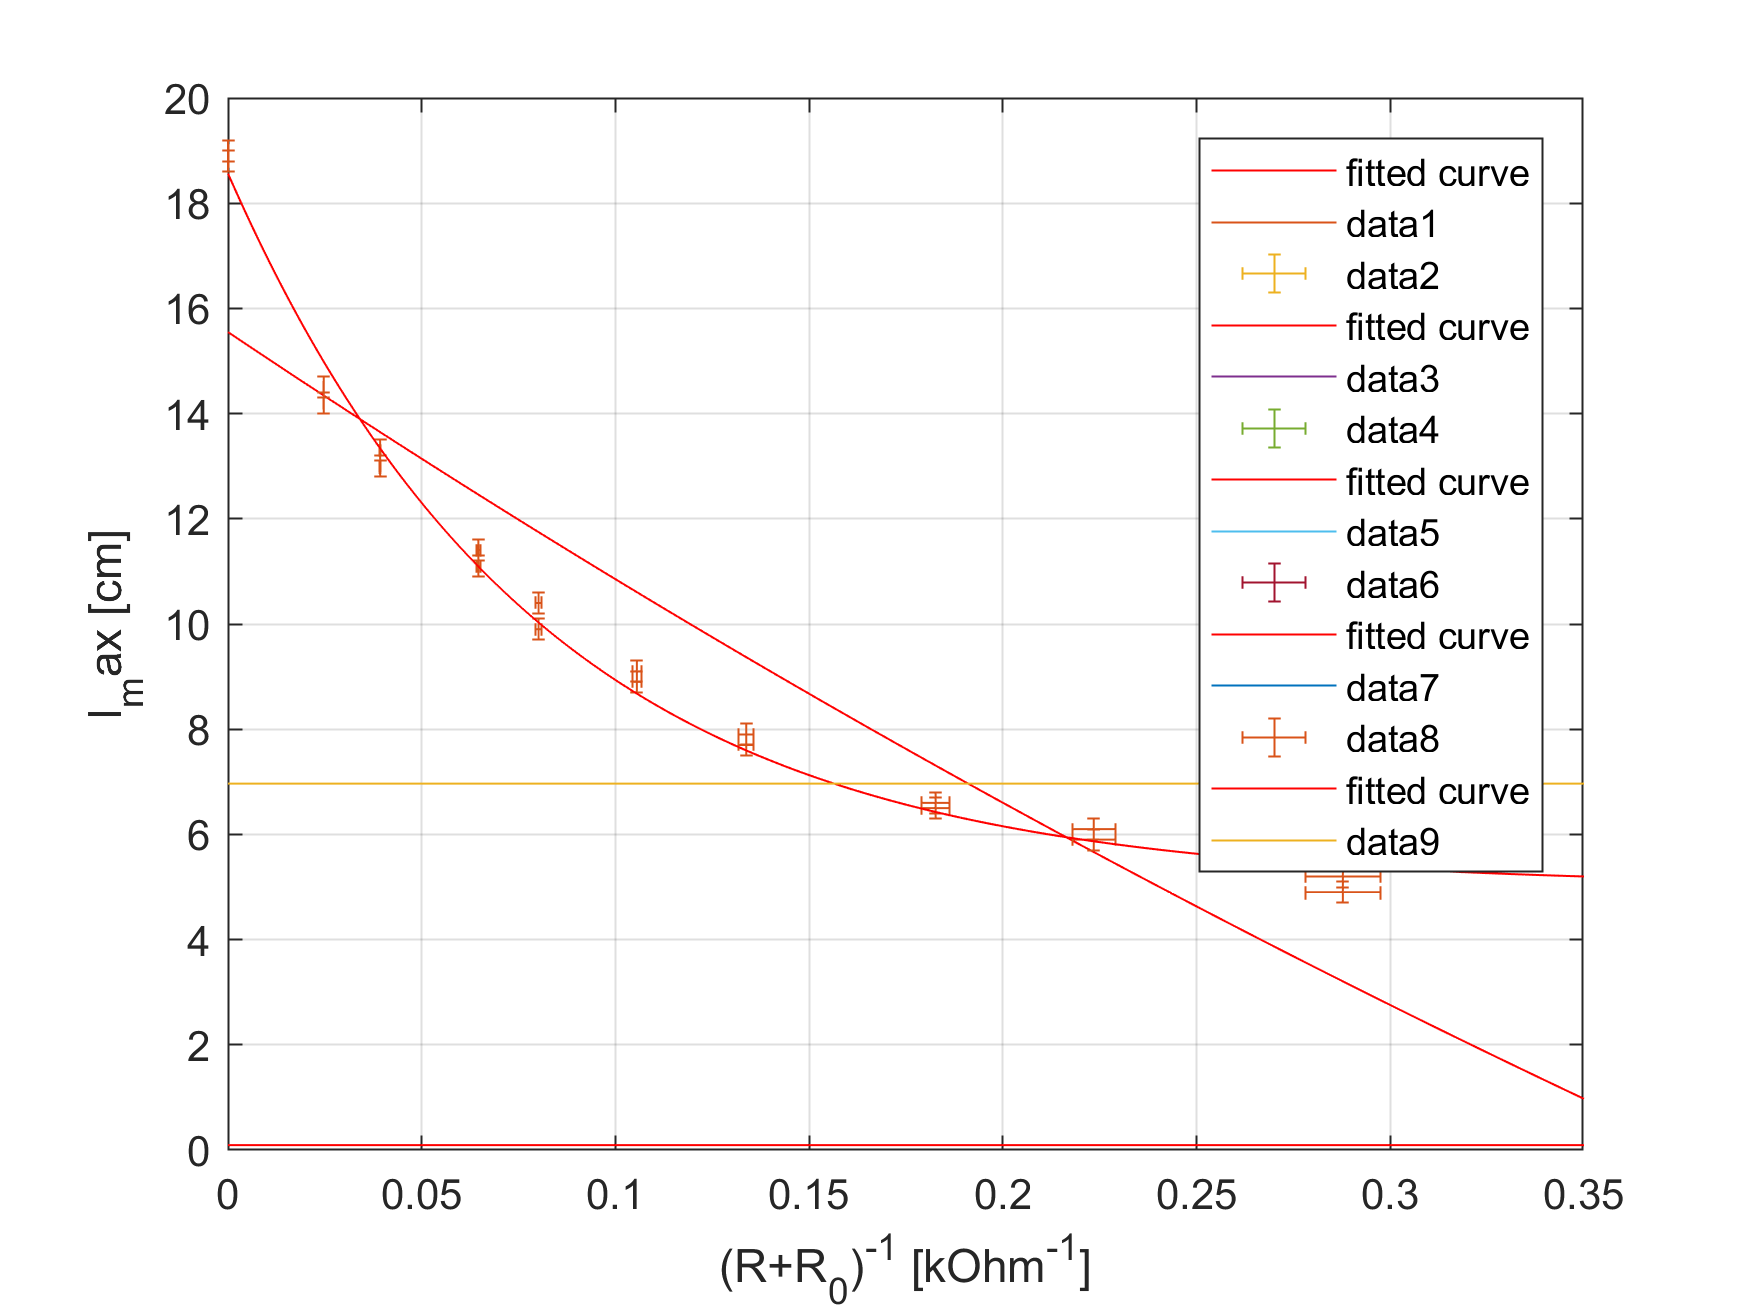 20
18
16
14
12
10
8
6
4
2
0
l_max [cm]
fitted curve
data1
data2
fitted curve
data3
data4
fitted curve
data5
data6
fitted curve
data7
data8
fitted curve
data9
0 0.05 0.1 0.15 0.2 0.25 0.3 0.35
(R+R₀)⁻¹ [kOhm⁻¹]